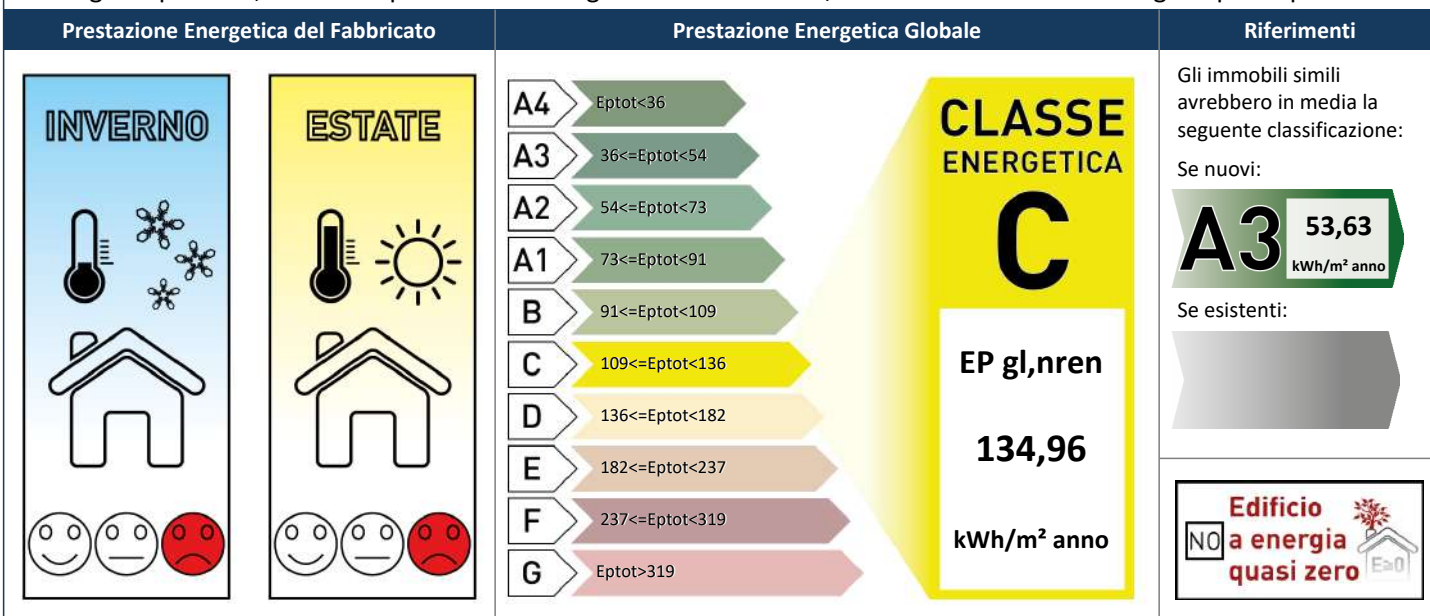 Prestazione Energetica del Fabbricato
Prestazione Energetica Globale
Riferimenti
INVERNO
ESTATE
A4
Eptot<36
A3
36<=Eptot<54
A2
54<=Eptot<73
A1
73<=Eptot<91
B
91<=Eptot<109
C
109<=Eptot<136
D
136<=Eptot<182
E
182<=Eptot<237
F
237<=Eptot<319
G
Eptot>319
CLASSE
ENERGETICA
C
EP gl,nren
134,96
kWh/m² anno
Gli immobili simili
avrebbero in media la
seguente classificazione:
Se nuovi:
A3
53,63
kWh/m² anno
Se esistenti:
Edificio
NO a energia
quasi zero
E≥0